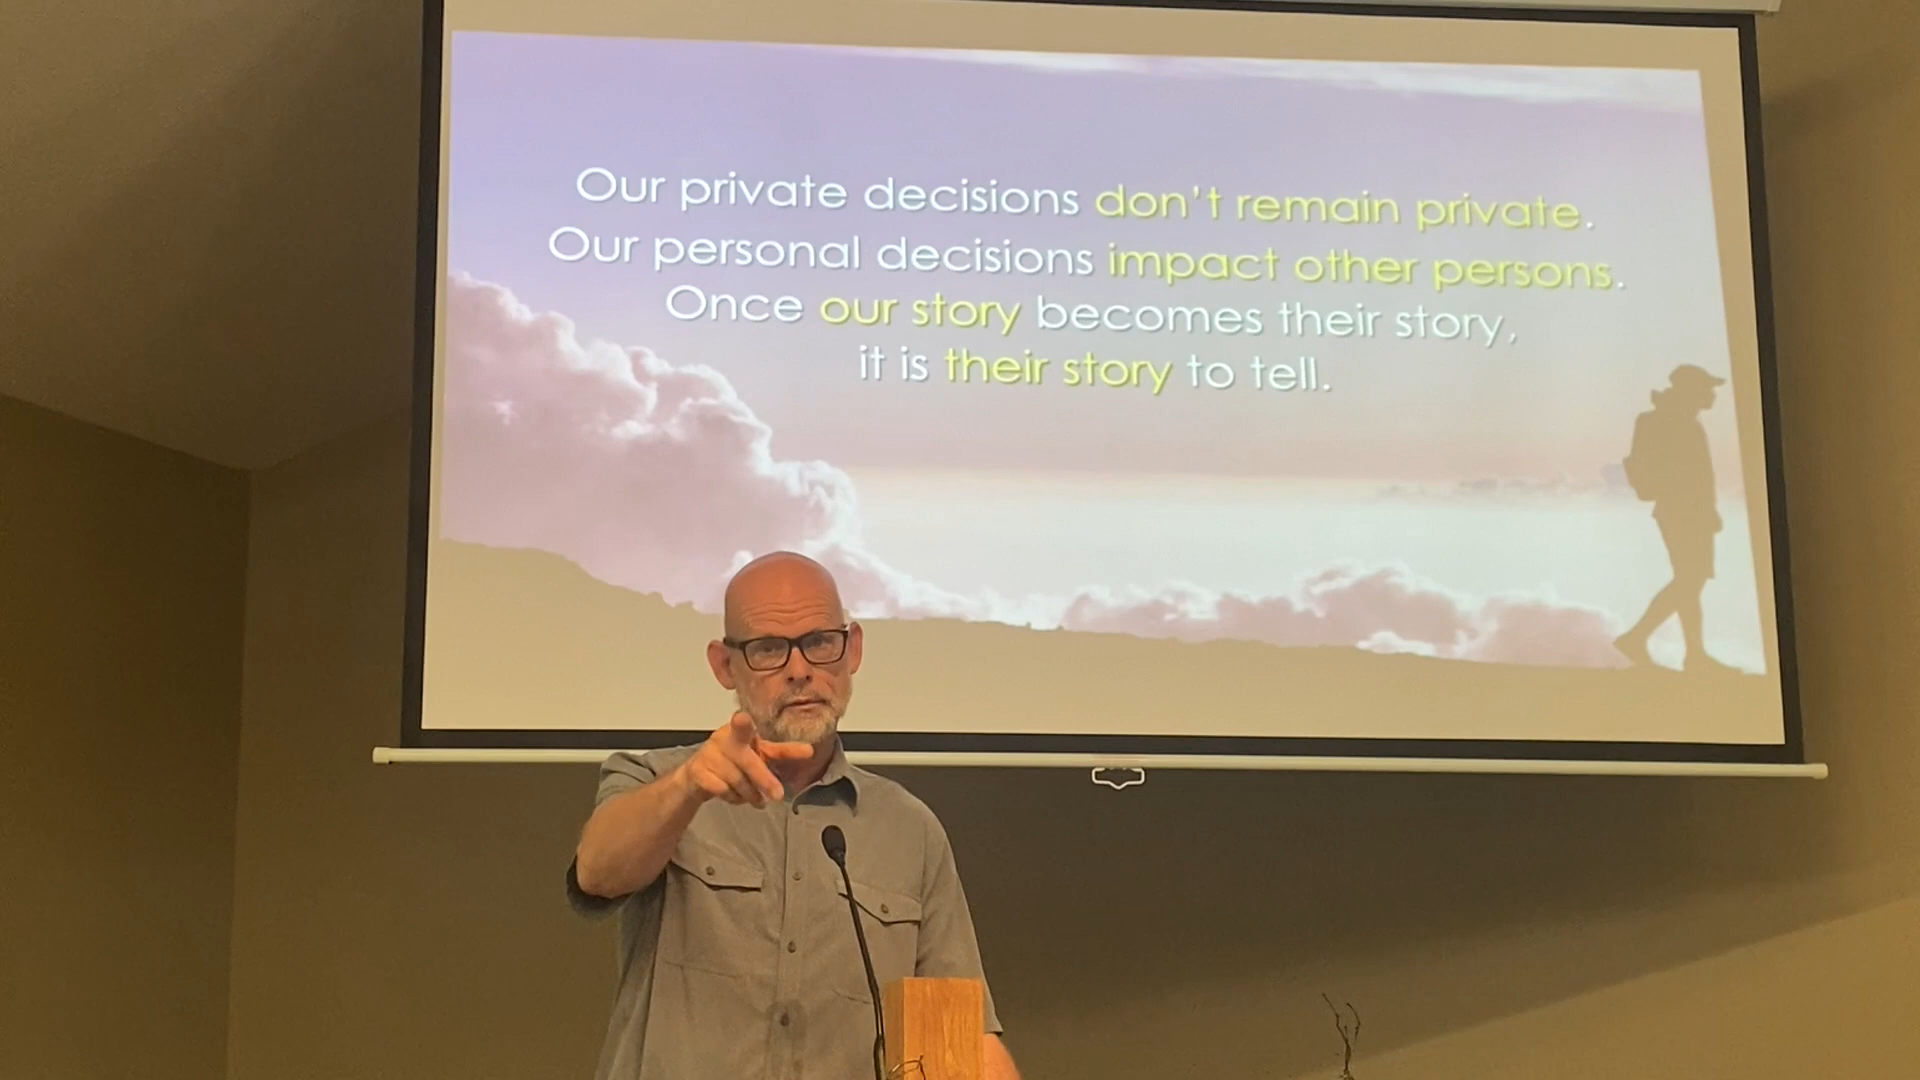 Our private decisions don't remain private.
Our personal decisions impact other persons.
Once our story becomes their story,
it is their story to tell.